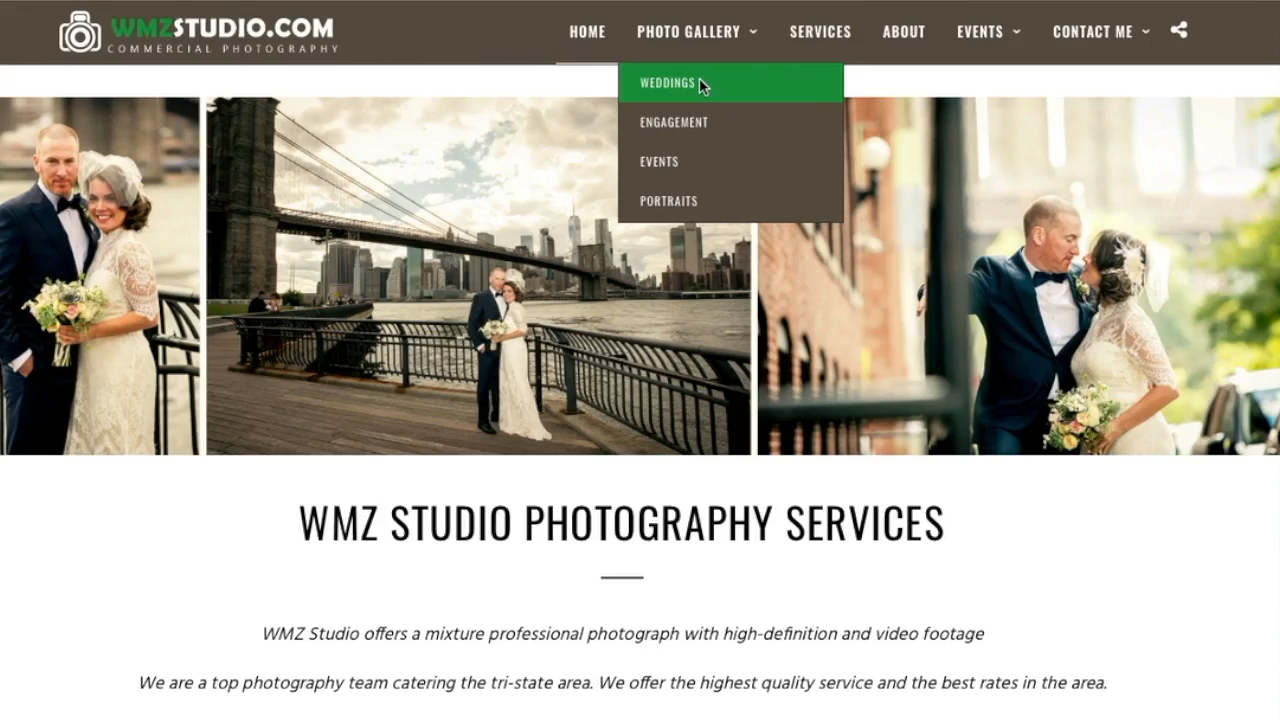 WMZSTUDIO.COM
COMMERCIAL PHOTOGRAPHY
HOME PHOTO GALLERY SERVICES ABOUT EVENTS CONTACT ME
WEDDINGS
ENGAGEMENT
EVENTS
PORTRAITS
WMZ STUDIO PHOTOGRAPHY SERVICES
WMZ Studio offers a mixture professional photograph with high-definition and video footage
We are a top photography team catering the tri-state area. We offer the highest quality service and the best rates in the area.